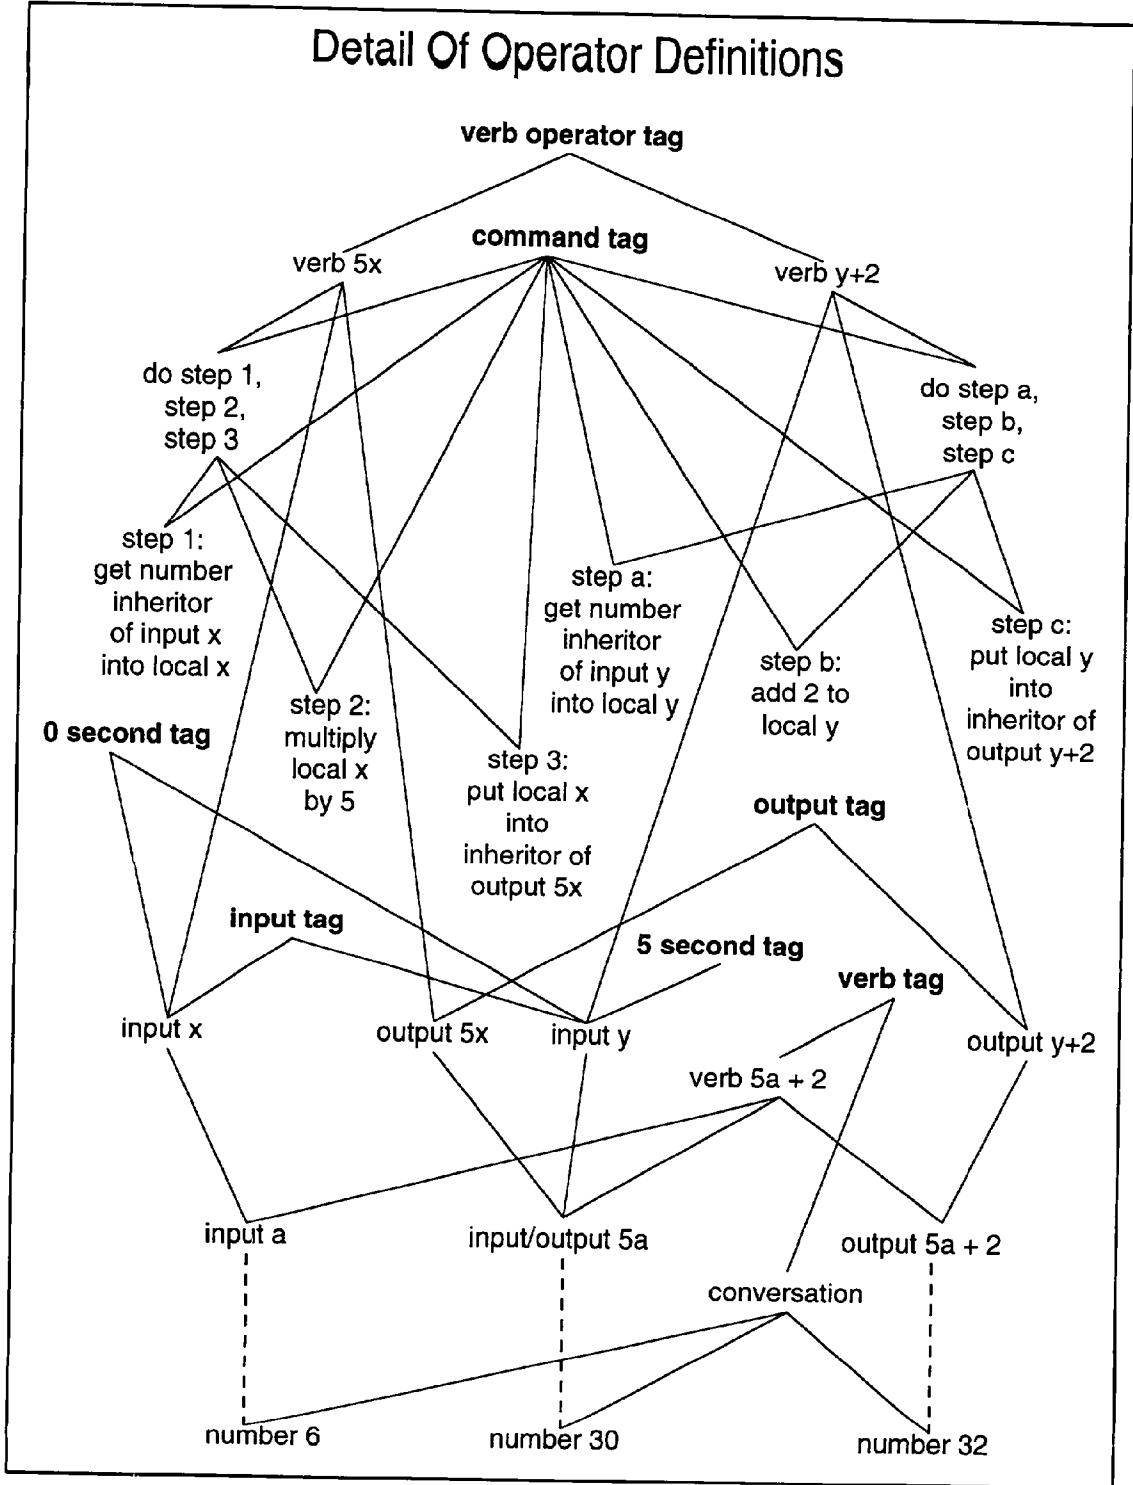 Detail Of Operator Definitions
verb operator tag
command tag
verb 5x
verb y+2
do step 1,
step 2,
step 3
do step a,
step b,
step c
step 1:
get number
inheritor
of input x
into local x
step a:
get number
inheritor
of input y
into local y
step c:
put local y
into
inheritor of
output y+2
step b:
add 2 to
local y
step 2:
multiply
local x
by 5
0 second tag
step 3:
put local x
into
inheritor of
output 5x
output tag
input tag
5 second tag
verb tag
input x
output 5x
input y
output y+2
verb 5a + 2
input a
input/output 5a
output 5a + 2
conversation
number 6
number 30
number 32